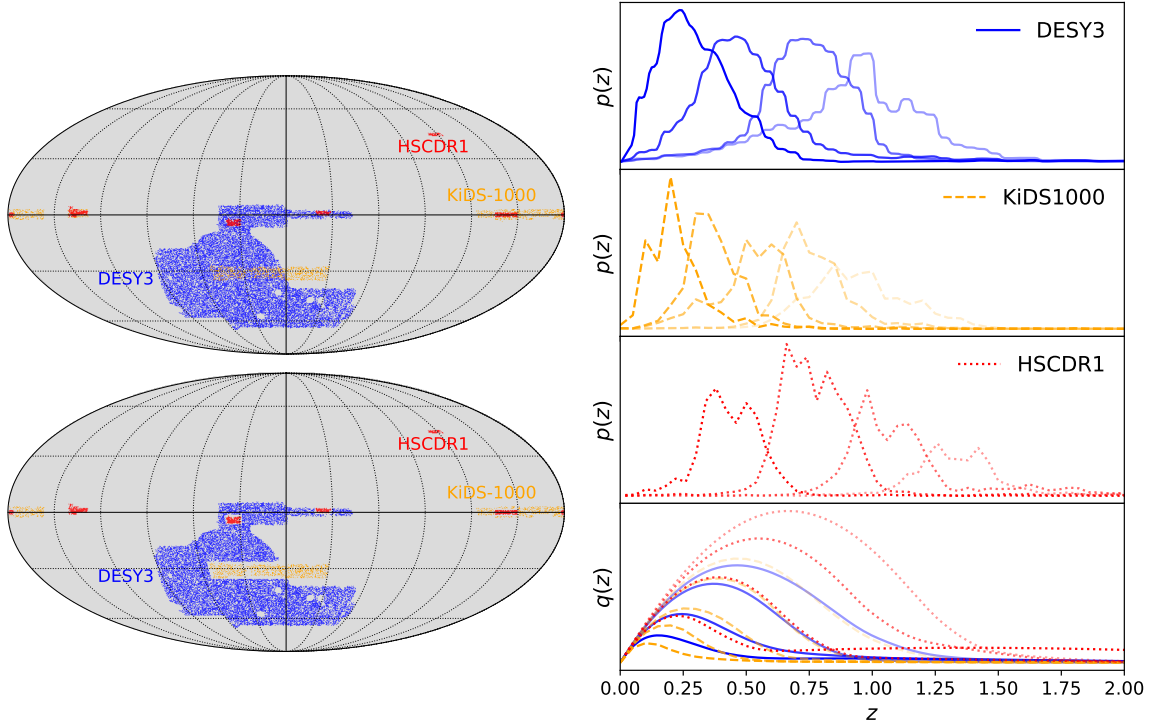 HSCDR1
KiDS-1000
DESY3
HSCDR1
KiDS-1000
DESY3
p(z)
DESY3
p(z)
KiDS1000
p(z)
HSCDR1
q(z)
0.00 0.25 0.50 0.75 1.00 1.25 1.50 1.75 2.00
z